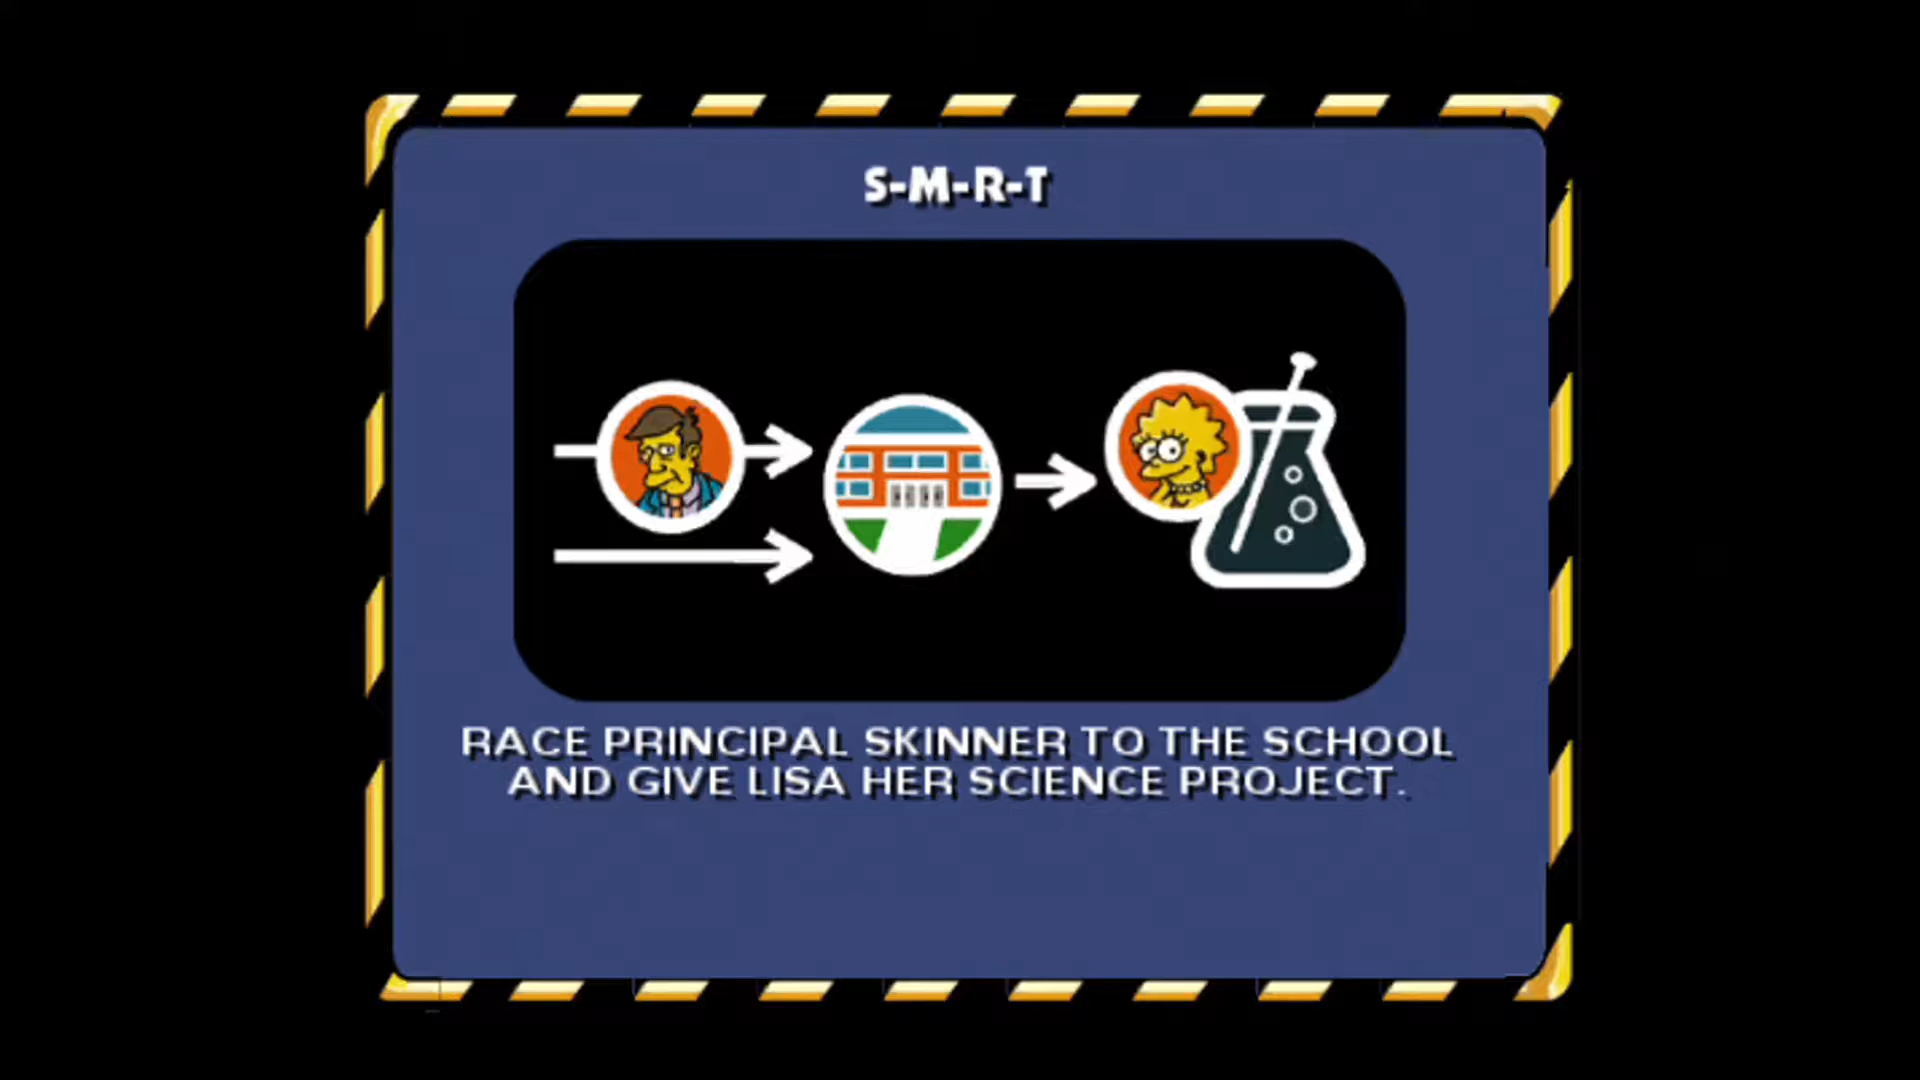 S-M-R-T
RACE PRINCIPAL SKINNER TO THE SCHOOL
AND GIVE LISA HER SCIENCE PROJECT.